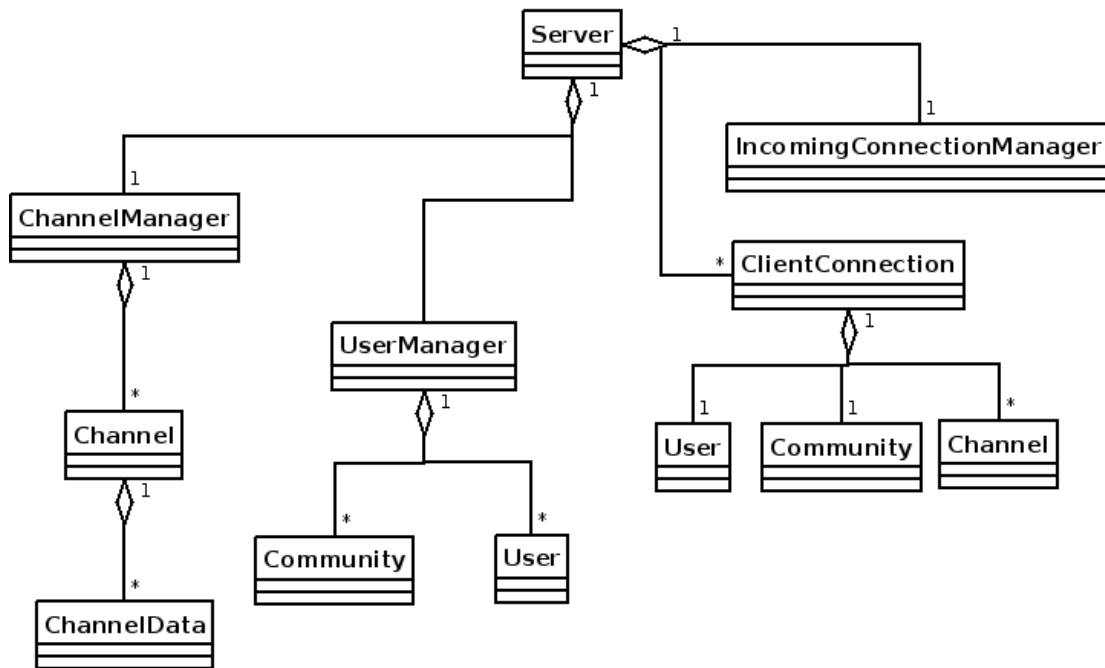 Server
1
1
1
IncomingConnectionManager
1
ChannelManager
1
*
ClientConnection
1
UserManager
1
*
Channel
1
1
1
*
User
Community
Channel
1
*
*
Community
User
*
ChannelData